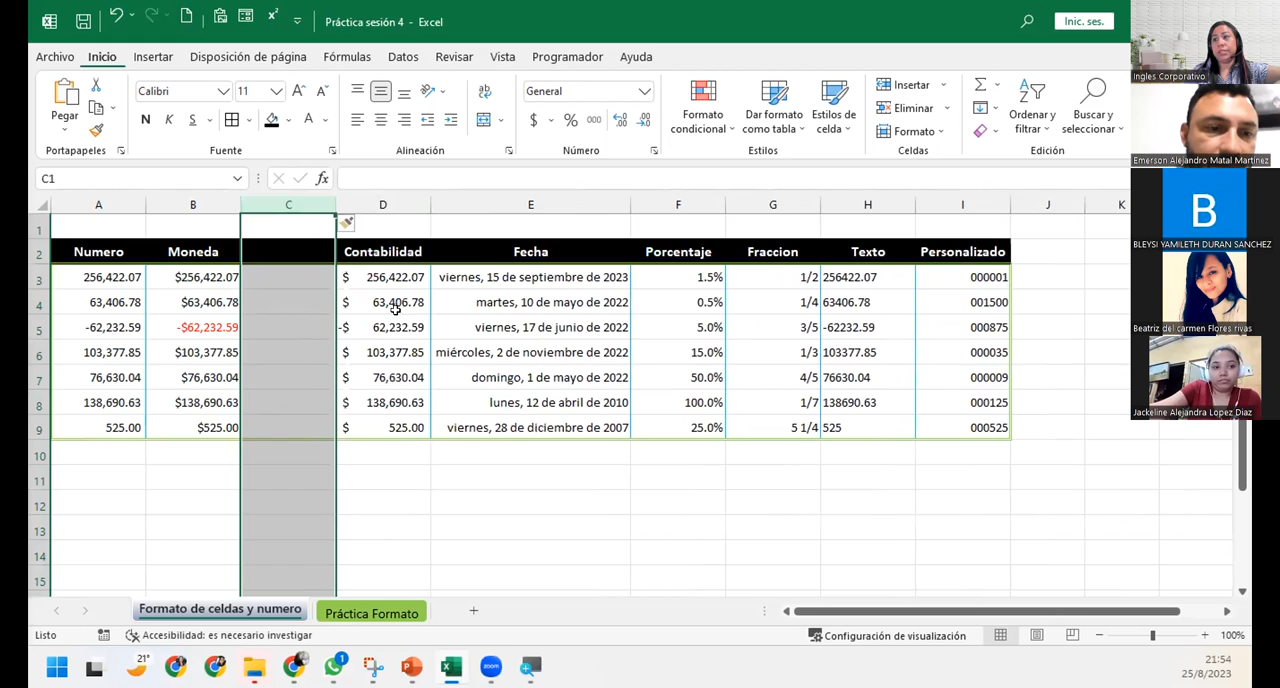 Práctica sesión 4 - Excel
Inic. ses.
Archivo Inicio Insertar Disposición de página Fórmulas Datos Revisar Vista Programador Ayuda
Pegar
Calibri 11
N K S
General
$ % 000
Formato condicional
Dar formato como tabla
Estilos de celda
Insertar
Eliminar
Formato
Ordenar y filtrar
Buscar y seleccionar
Portapapeles Fuente Alineación Número Estilos Celdas Edición
C1
fx
A B C D E F G H I J K
1
2 Numero Moneda Contabilidad Fecha Porcentaje Fraccion Texto Personalizado
3 256,422.07 $256,422.07 $ 256,422.07 viernes, 15 de septiembre de 2023 1.5% 1/2 256422.07 000001
4 63,406.78 $63,406.78 $ 63,406.78 martes, 10 de mayo de 2022 0.5% 1/4 63406.78 001500
5 -62,232.59 -$62,232.59 -$ 62,232.59 viernes, 17 de junio de 2022 5.0% 3/5 -62232.59 000875
6 103,377.85 $103,377.85 $ 103,377.85 miércoles, 2 de noviembre de 2022 15.0% 1/3 103377.85 000035
7 76,630.04 $76,630.04 $ 76,630.04 domingo, 1 de mayo de 2022 50.0% 4/5 76630.04 000009
8 138,690.63 $138,690.63 $ 138,690.63 lunes, 12 de abril de 2010 100.0% 1/7 138690.63 000125
9 525.00 $525.00 $ 525.00 viernes, 28 de diciembre de 2007 25.0% 5 1/4 525 000525
10
11
12
13
14
15
Formato de celdas y numero Práctica Formato
Listo Accesibilidad: es necesario investigar Configuración de visualización 100%
21° 1 zoom
21:54
25/8/2023
Ingles Corporativo
Emerson Alejandro Matal Martinez
B
BLEYSI YAMILETH DURAN SANCHEZ
Beatriz del carmen Flores rivas
Jackeline Alejandra Lopez Diaz